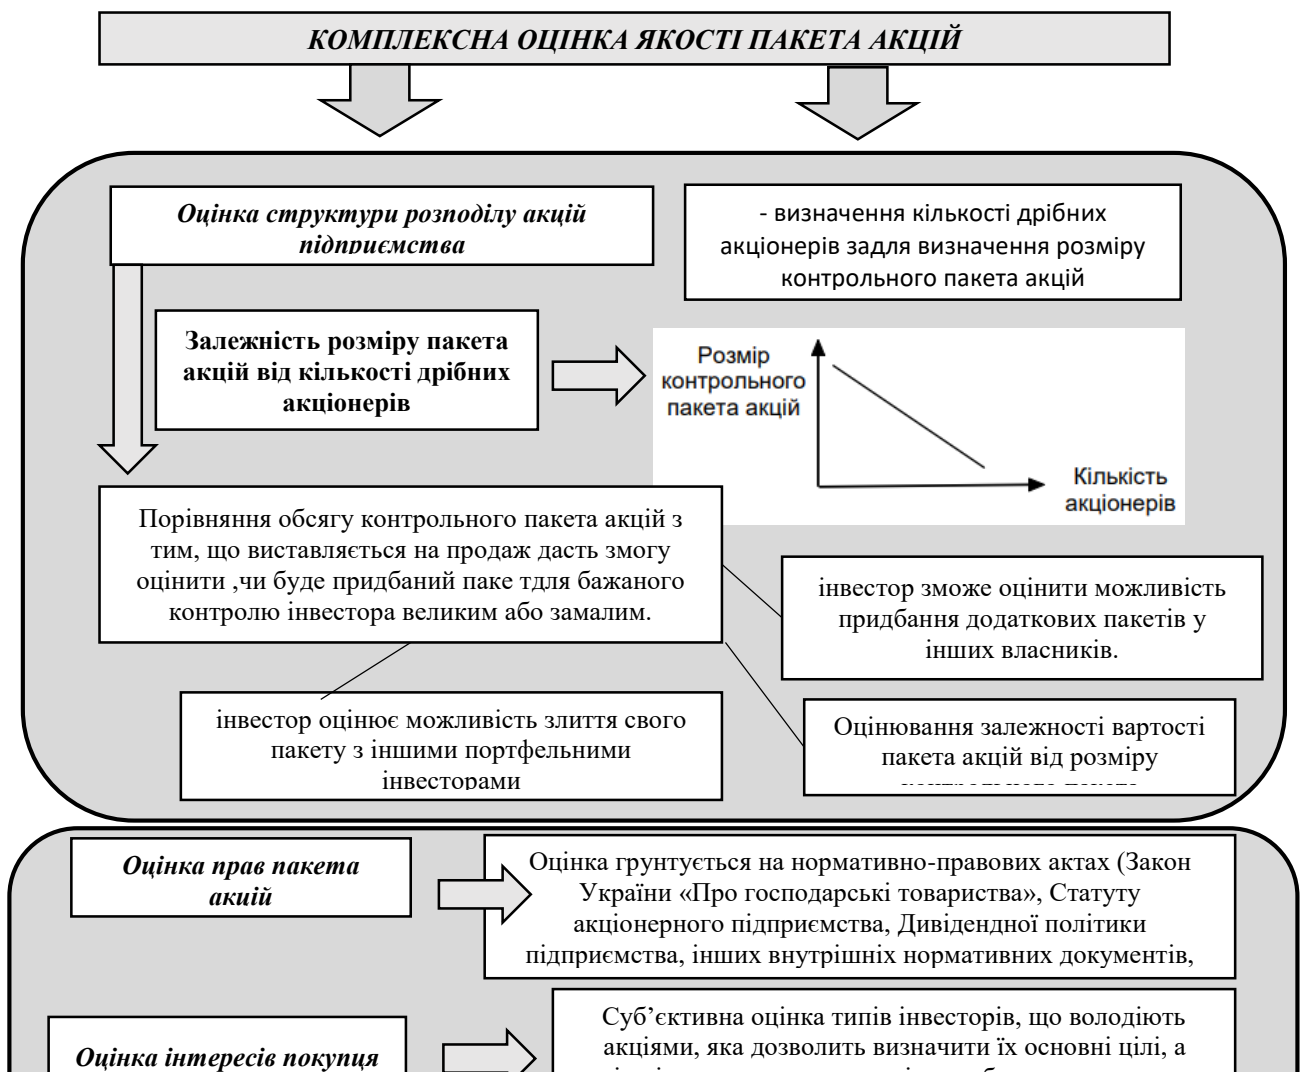 КОМПЛЕКСНА ОЦІНКА ЯКОСТІ ПАКЕТА АКЦІЙ
Оцінка структури розподілу акцій
підприємства
- визначення кількості дрібних
акціонерів задля визначення розміру
контрольного пакета акцій
Залежність розміру пакета
акцій від кількості дрібних
акціонерів
Розмір
контрольного
пакета акцій
Кількість
акціонерів
Порівняння обсягу контрольного пакета акцій з
тим, що виставляється на продаж дасть змогу
оцінити ,чи буде придбаний паке тдля бажаного
контролю інвестора великим або замалим.
інвестор зможе оцінити можливість
придбання додаткових пакетів у
інших власників.
інвестор оцінює можливість злиття свого
пакету з іншими портфельними
інвесторами
Оцінювання залежності вартості
пакета акцій від розміру
Оцінка прав пакета
акцій
Оцінка грунтується на нормативно-правових актах (Закон
України «Про господарські товариства», Статуту
акціонерного підприємства, Дивідендної політики
підприємства, інших внутрішніх нормативних документів,
Оцінка інтересів покупця
Суб’єктивна оцінка типів інвесторів, що володіють
акціями, яка дозволить визначити їх основні цілі, а